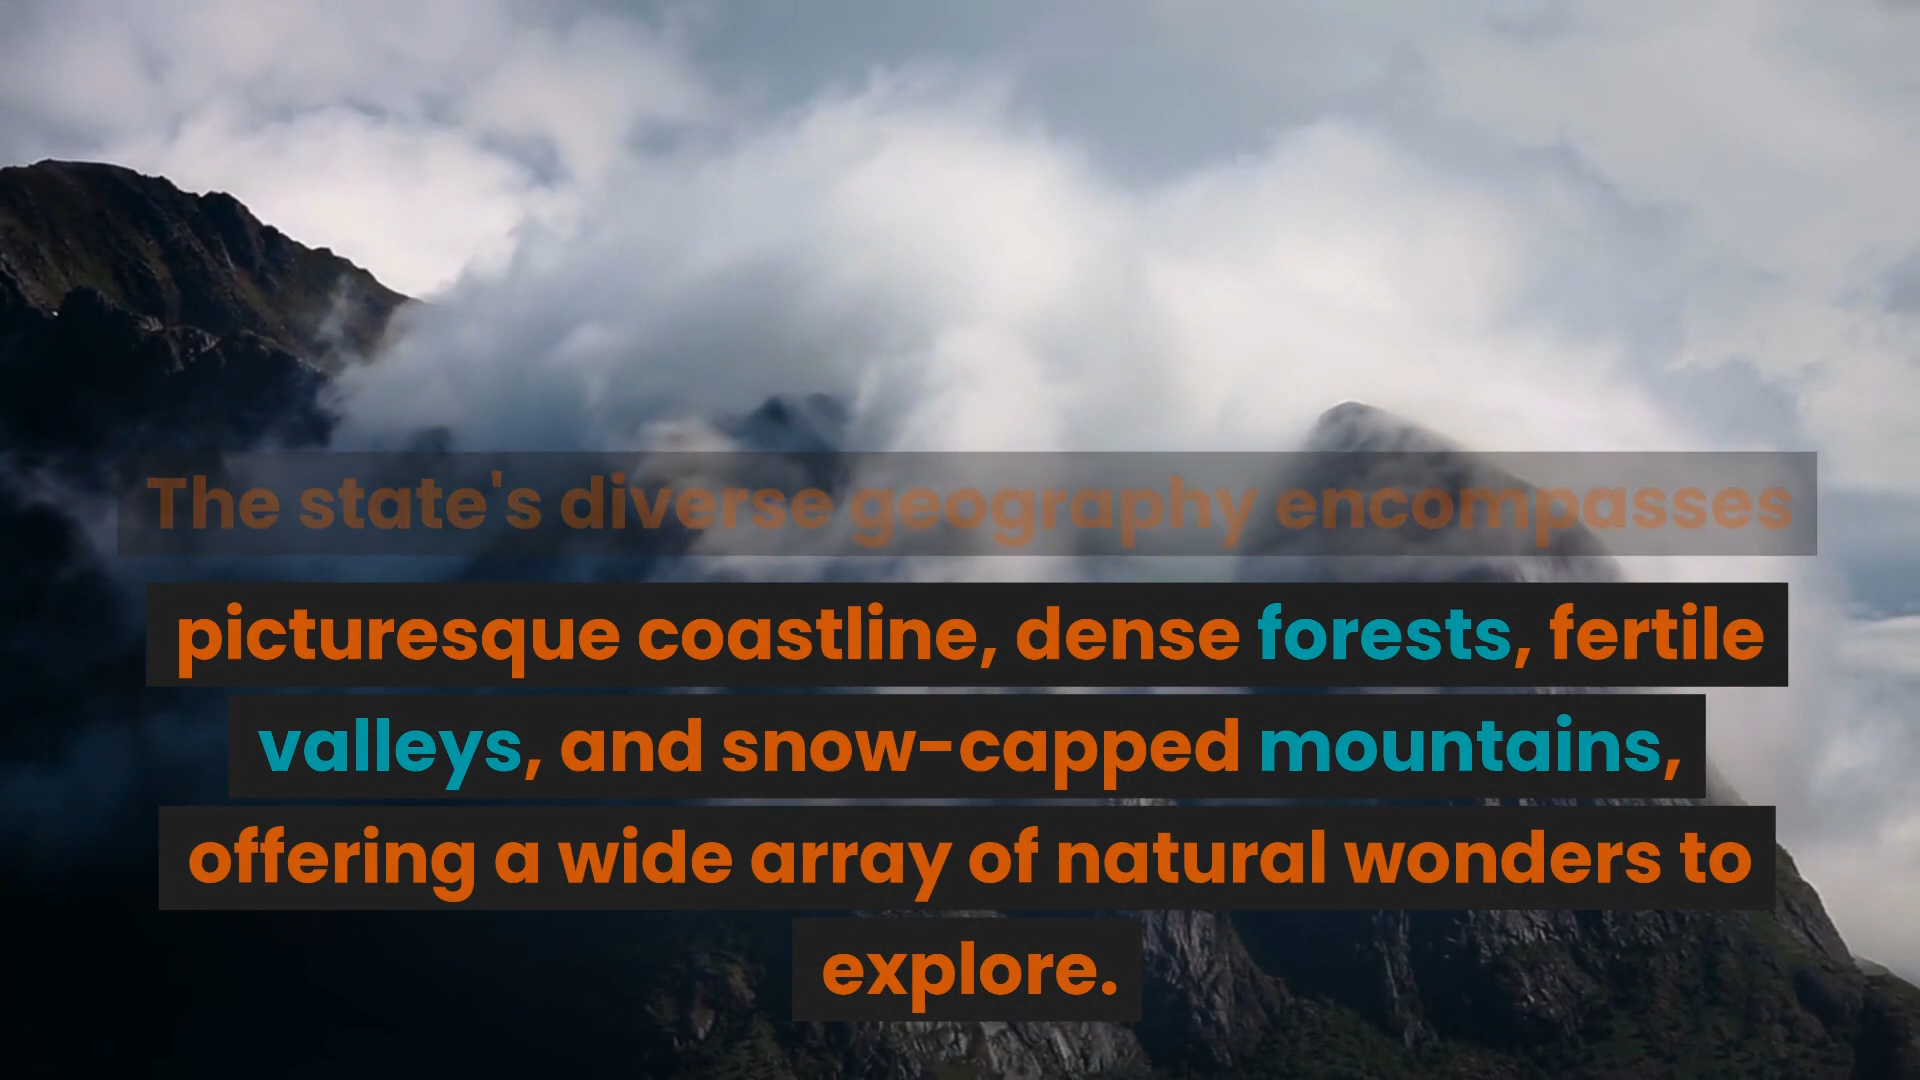 The state's diverse geography encompasses
picturesque coastline, dense forests, fertile
valleys, and snow-capped mountains,
offering a wide array of natural wonders to
explore.